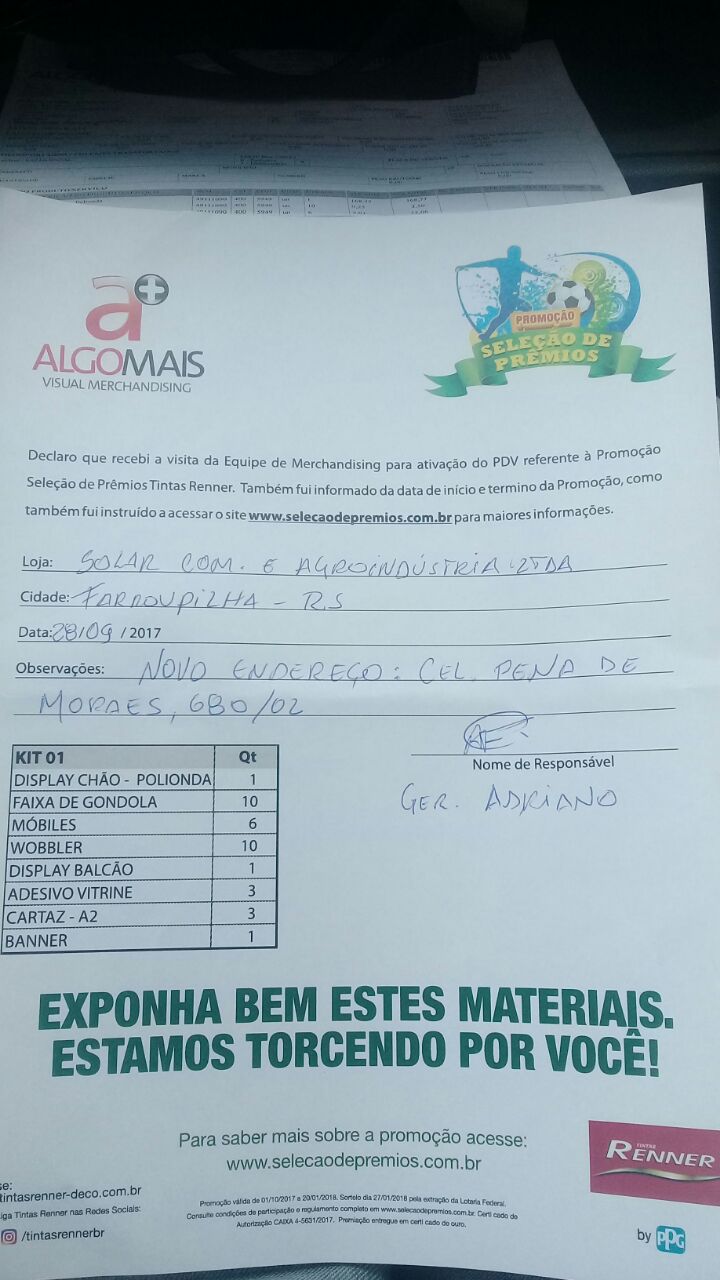 a+
ALGOMAIS
VISUAL MERCHANDISING
PROMOÇÃO
SELEÇÃO DE
PRÊMIOS
Declaro que recebi a visita da Equipe de Merchandising para ativação do PDV referente à Promoção
Seleção de Prêmios Tintas Renner. Também fui informado da data de início e termino da Promoção, como
também fui instruído a acessar o site www.selecaodepremios.com.br para maiores informações.
Loja: SOLAR COM. E AGROINDÚSTRIA LTDA
Cidade: FARROUPILHA - RS
Data: 28/09 / 2017
Observações: NOVO ENDEREÇO: CEL. PENA DE
MORAES, 680/02
Nome de Responsável
GER. ADRIANO
KIT 01 Qt
DISPLAY CHÃO - POLIONDA 1
FAIXA DE GONDOLA 10
MÓBILES 6
WOBBLER 10
DISPLAY BALCÃO 1
ADESIVO VITRINE 3
CARTAZ - A2 3
BANNER 1
EXPONHA BEM ESTES MATERIAIS.
ESTAMOS TORCENDO POR VOCÊ!
Para saber mais sobre a promoção acesse:
www.selecaodepremios.com.br
TINTAS
RENNER
se:
tintasrenner-deco.com.br
iga Tintas Renner nas Redes Sociais:
/tintasrennerbr
Promoção válida de 01/10/2017 a 20/01/2018. Sorteio dia 27/01/2018 pela extração da Loteria Federal.
Consulte condições de participação e regulamento completo em www.selecaodepremios.com.br. Certi cado de
Autorização CAIXA 4-5631/2017. Premiação entregue em certi cado de ouro.
by PPG